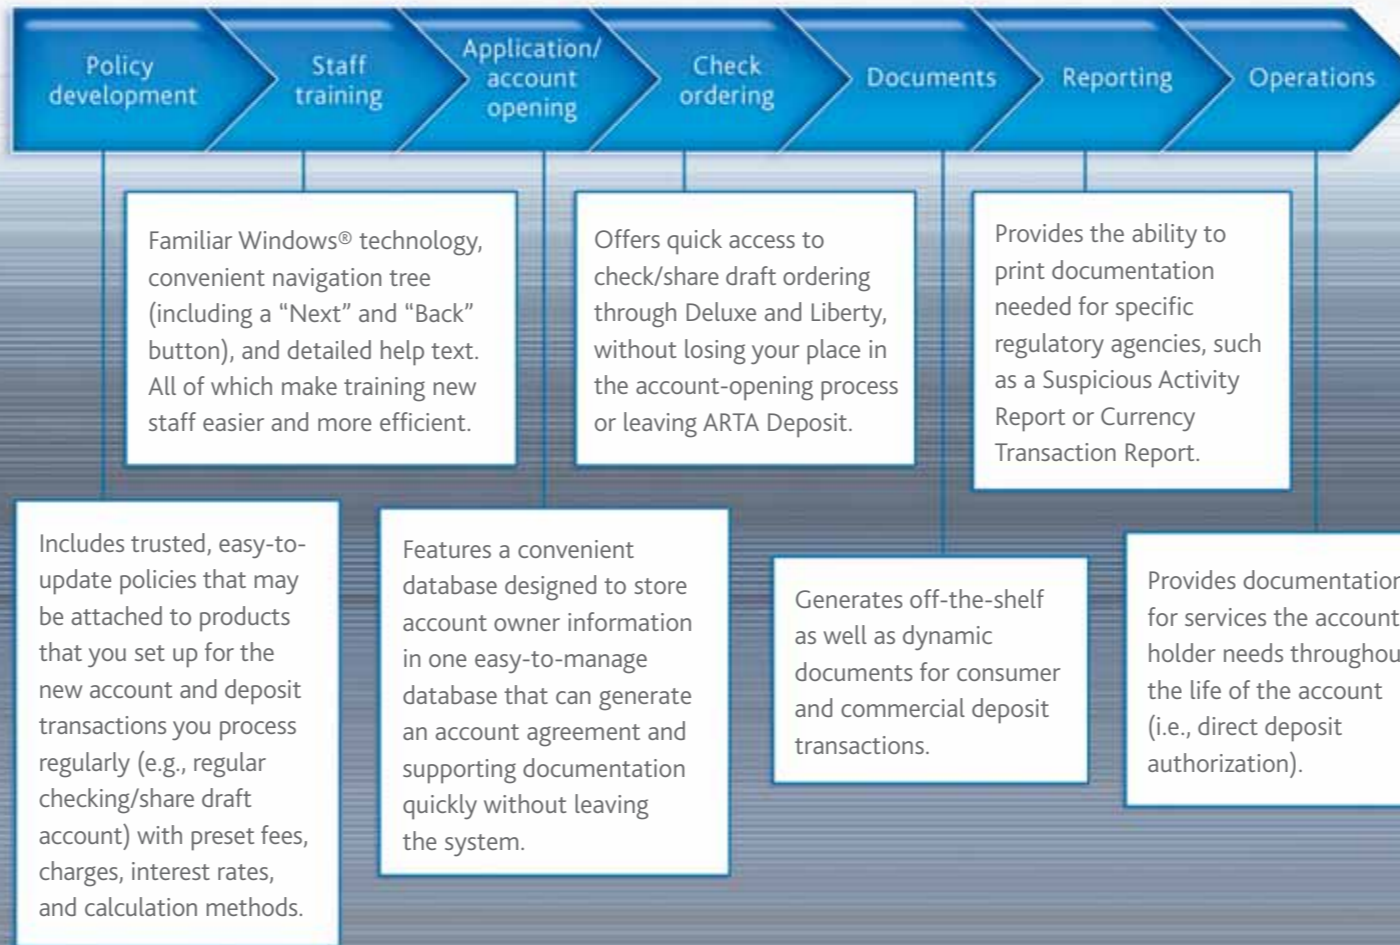 Policy
development
Staff
training
Application/
account
opening
Check
ordering
Documents
Reporting
Operations
Familiar Windows® technology,
convenient navigation tree
(including a “Next” and “Back”
button), and detailed help text.
All of which make training new
staff easier and more efficient.
Offers quick access to
check/share draft ordering
through Deluxe and Liberty,
without losing your place in
the account-opening process
or leaving ARTA Deposit.
Provides the ability to
print documentation
needed for specific
regulatory agencies, such
as a Suspicious Activity
Report or Currency
Transaction Report.
Includes trusted, easy-to-
update policies that may
be attached to products
that you set up for the
new account and deposit
transactions you process
regularly (e.g., regular
checking/share draft
account) with preset fees,
charges, interest rates,
and calculation methods.
Features a convenient
database designed to store
account owner information
in one easy-to-manage
database that can generate
an account agreement and
supporting documentation
quickly without leaving
the system.
Generates off-the-shelf
as well as dynamic
documents for consumer
and commercial deposit
transactions.
Provides documentation
for services the account
holder needs throughou
the life of the account
(i.e., direct deposit
authorization).